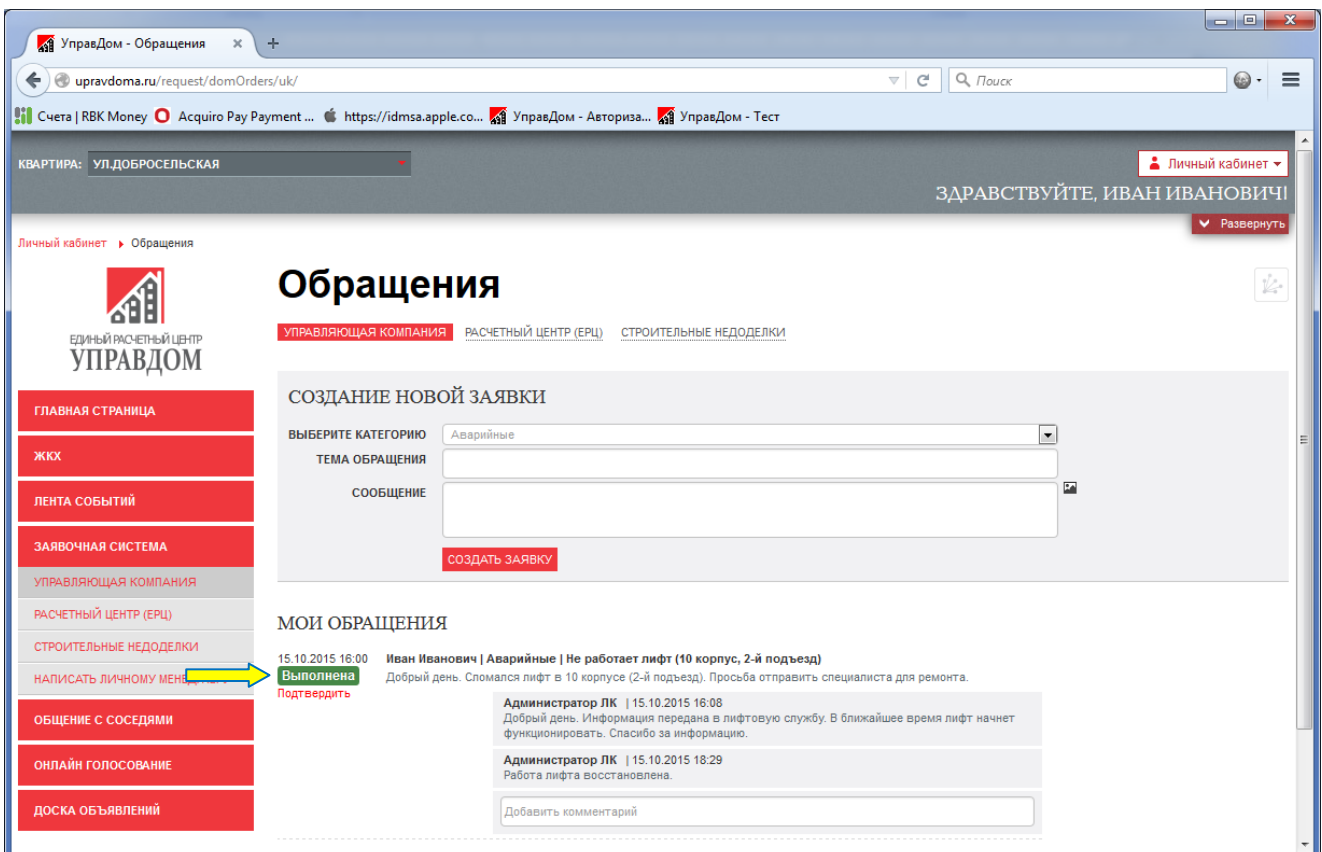 УправДом - Обращения
upravdoma.ru/request/domOrders/uk/
Поиск
Счета | RBK Money
Acquiro Pay Payment ...
https://idmsa.apple.co...
УправДом - Авториза...
УправДом - Тест
КВАРТИРА: УЛ.ДОБРОСЕЛЬСКАЯ
Личный кабинет
ЗДРАВСТВУЙТЕ, ИВАН ИВАНОВИЧ!
Развернуть
Личный кабинет
Обращения
ЕДИНЫЙ РАСЧЕТНЫЙ ЦЕНТР
УПРАВДОМ
ГЛАВНАЯ СТРАНИЦА
ЖКХ
ЛЕНТА СОБЫТИЙ
ЗАЯВОЧНАЯ СИСТЕМА
УПРАВЛЯЮЩАЯ КОМПАНИЯ
РАСЧЕТНЫЙ ЦЕНТР (ЕРЦ)
СТРОИТЕЛЬНЫЕ НЕДОДЕЛКИ
НАПИСАТЬ ЛИЧНОМУ
ОБЩЕНИЕ С СОСЕДЯМИ
ОНЛАЙН ГОЛОСОВАНИЕ
ДОСКА ОБЪЯВЛЕНИЙ
Обращения
УПРАВЛЯЮЩАЯ КОМПАНИЯ
РАСЧЕТНЫЙ ЦЕНТР (ЕРЦ)
СТРОИТЕЛЬНЫЕ НЕДОДЕЛКИ
СОЗДАНИЕ НОВОЙ ЗАЯВКИ
ВЫБЕРИТЕ КАТЕГОРИЮ
Аварийные
ТЕМА ОБРАЩЕНИЯ
СООБЩЕНИЕ
СОЗДАТЬ ЗАЯВКУ
МОИ ОБРАЩЕНИЯ
15.10.2015 16:00
Выполнена
Подтвердить
Иван Иванович | Аварийные | Не работает лифт (10 корпус, 2-й подъезд)
Добрый день. Сломался лифт в 10 корпусе (2-й подъезд). Просьба отправить специалиста для ремонта.
Администратор ЛК | 15.10.2015 16:08
Добрый день. Информация передана в лифтовую службу. В ближайшее время лифт начнет
функционировать. Спасибо за информацию.
Администратор ЛК | 15.10.2015 18:29
Работа лифта восстановлена.
Добавить комментарий